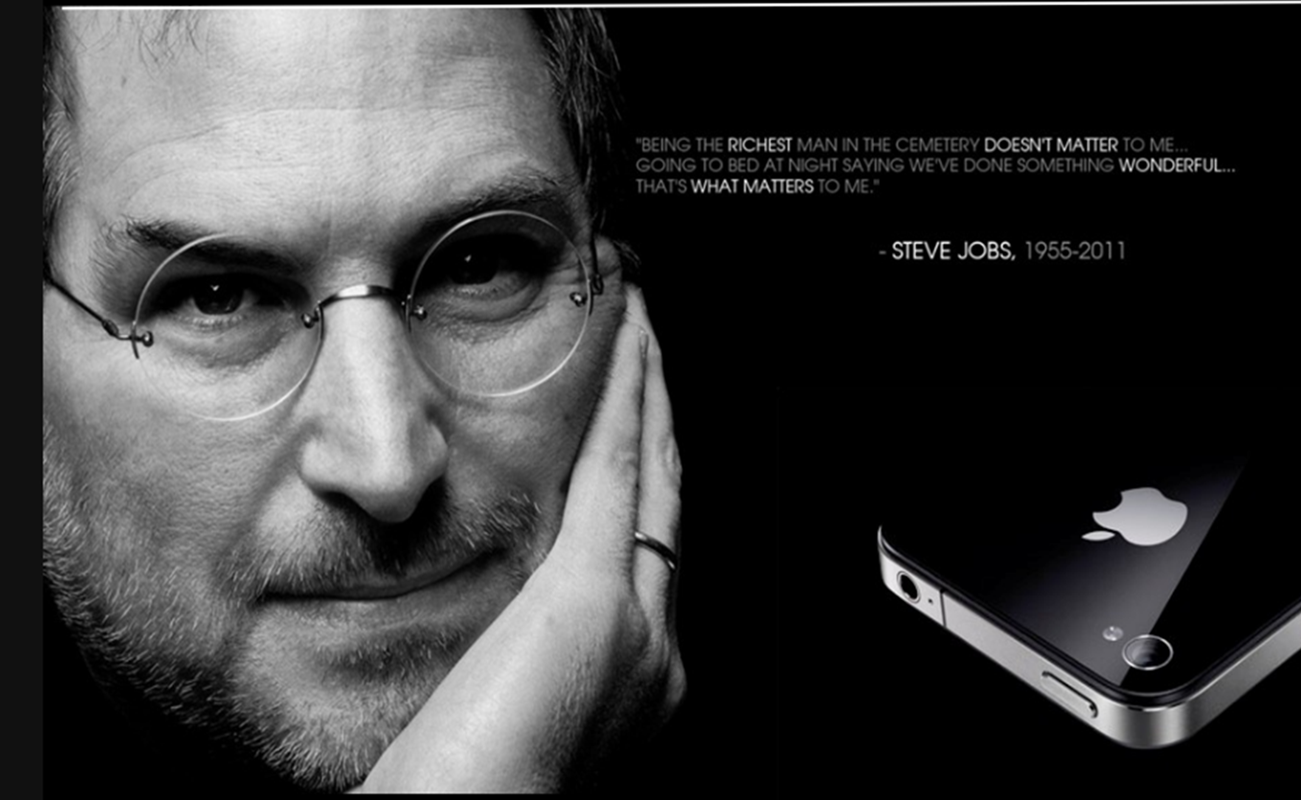 "BEING THE RICHEST MAN IN THE CEMETERY DOESN'T MATTER TO ME...
GOING TO BED AT NIGHT SAYING WE'VE DONE SOMETHING WONDERFUL...
THAT'S WHAT MATTERS TO ME."
- STEVE JOBS, 1955-2011